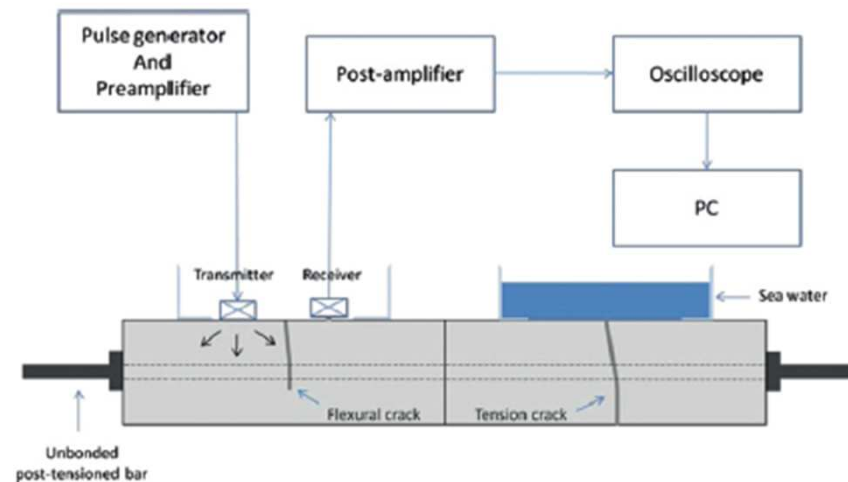 Pulse generator
And
Preamplifier
Post-amplifier
Oscilloscope
PC
Transmitter
Receiver
Sea water
Flexural crack
Tension crack
Unbonded
post-tensioned bar